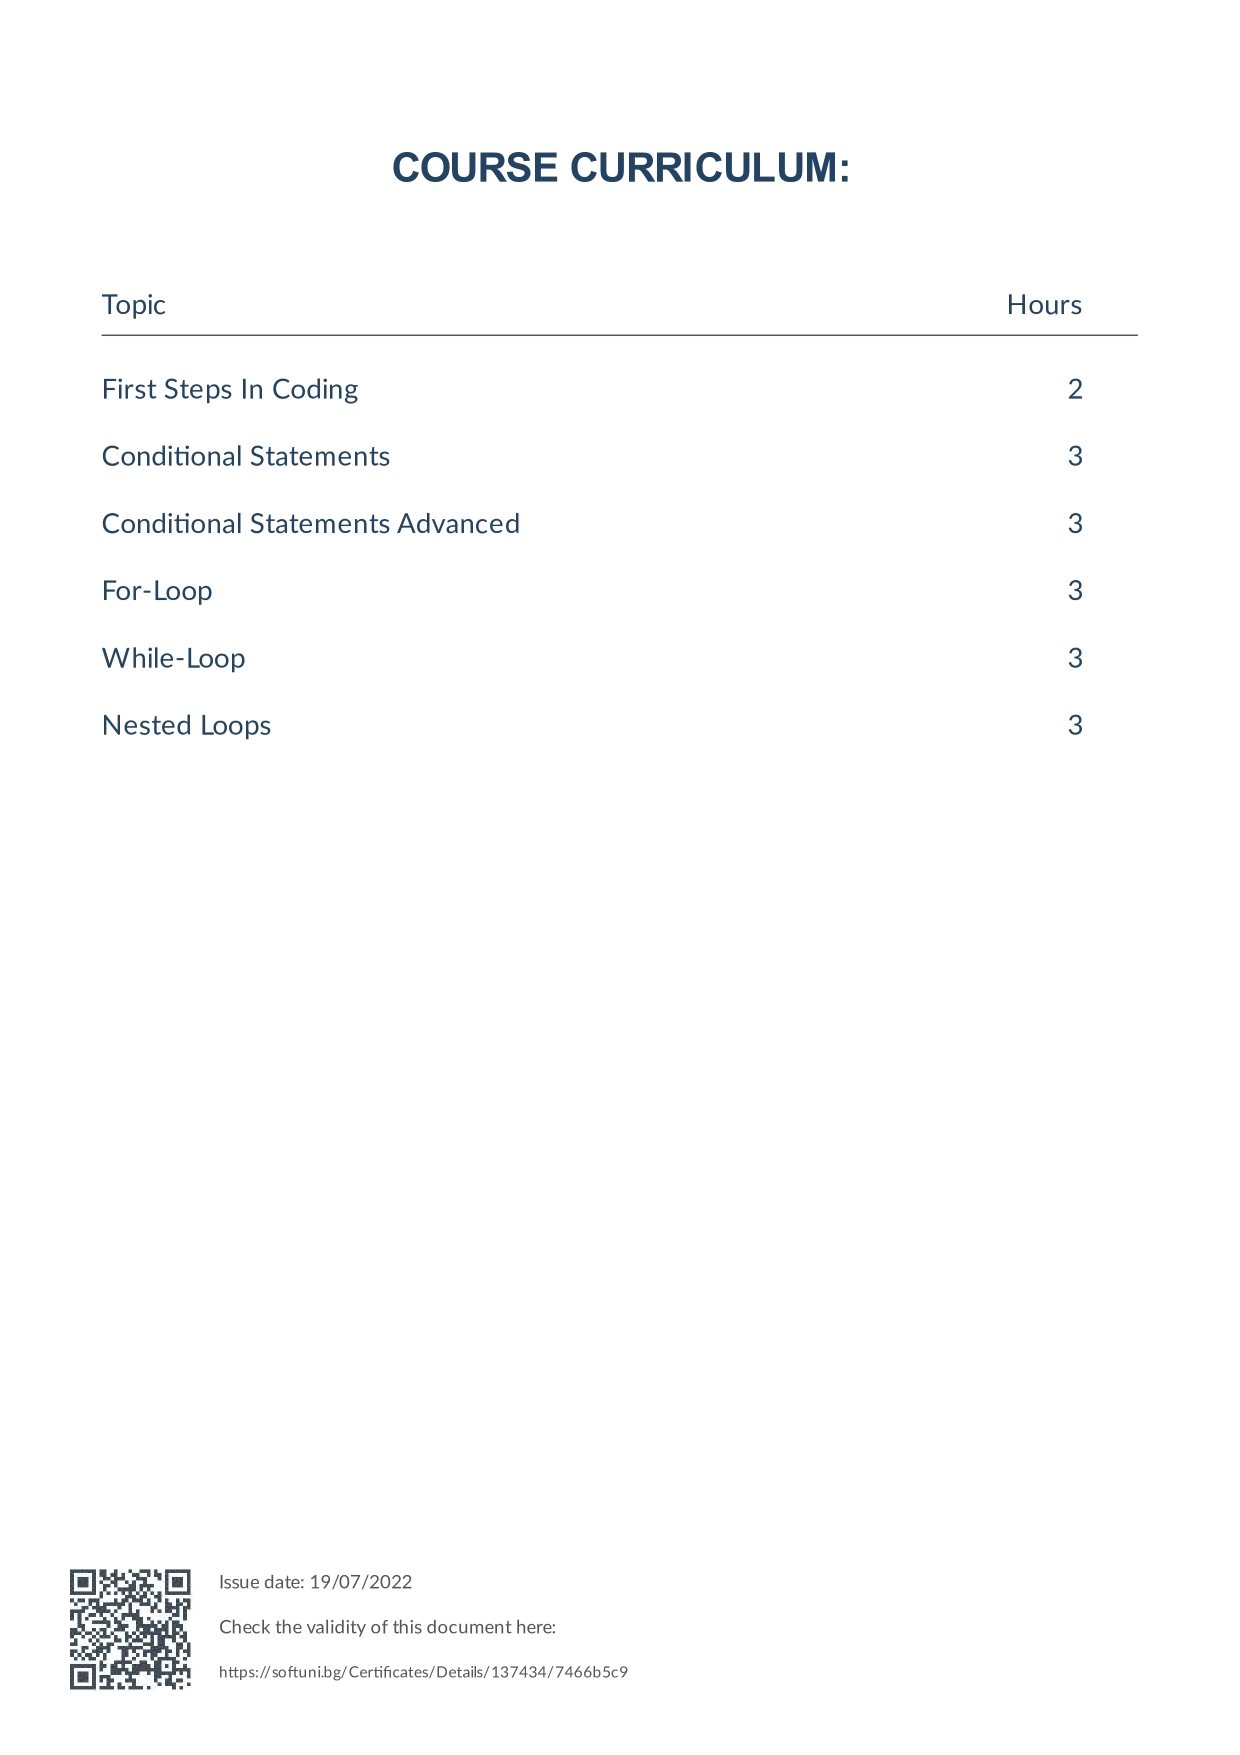 COURSE CURRICULUM:
Topic Hours
First Steps In Coding 2
Conditional Statements 3
Conditional Statements Advanced 3
For-Loop 3
While-Loop 3
Nested Loops 3
Issue date: 19/07/2022
Check the validity of this document here:
https://softuni.bg/Certificates/Details/137434/7466b5c9